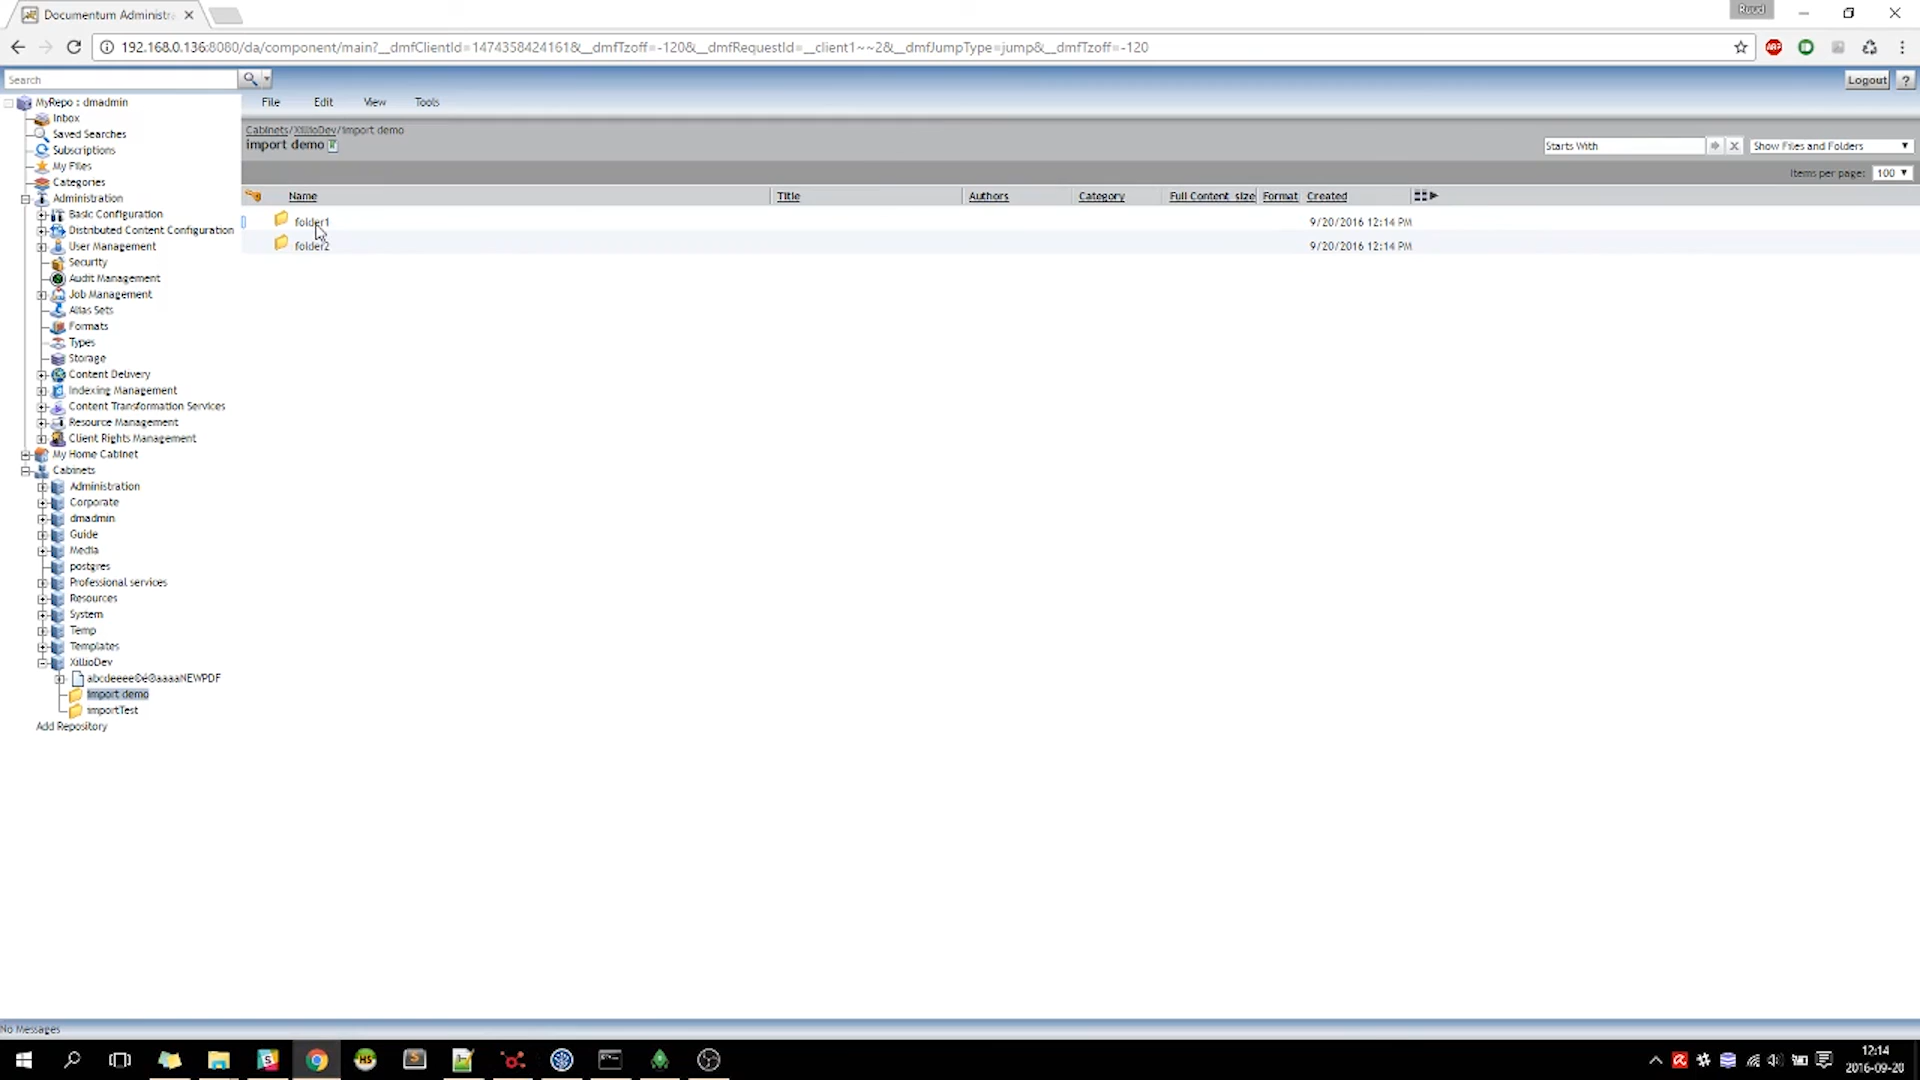 Documentum Administr
Ruud
192.168.0.136:8080/da/component/main?__dmfClientId=1474358424161&__dmfTzoff=-120&__dmfRequestId=__client1~~2&__dmfJumpType=jump&__dmfTzoff=-120
ABP
Search
Logout
?
MyRepo : dmadmin
File Edit View Tools
Inbox
Saved Searches
Subscriptions
My Files
Categories
Administration
Basic Configuration
Distributed Content Configuration
User Management
Security
Audit Management
Job Management
Alias Sets
Formats
Types
Storage
Content Delivery
Indexing Management
Content Transformation Services
Resource Management
Client Rights Management
My Home Cabinet
Cabinets
Administration
Corporate
dmadmin
Guide
Media
postgres
Professional services
Resources
System
Temp
Templates
XillioDev
import demo
importTest
Add Repository
Cabinets/XillioDev/import demo
import demo
Starts With
Show Files and Folders
Items per page: 100
Name Title Authors Category Full Content size Format Created
folder1 9/20/2016 12:14 PM
folder2 9/20/2016 12:14 PM
No Messages
HS
12:14
2016-09-20